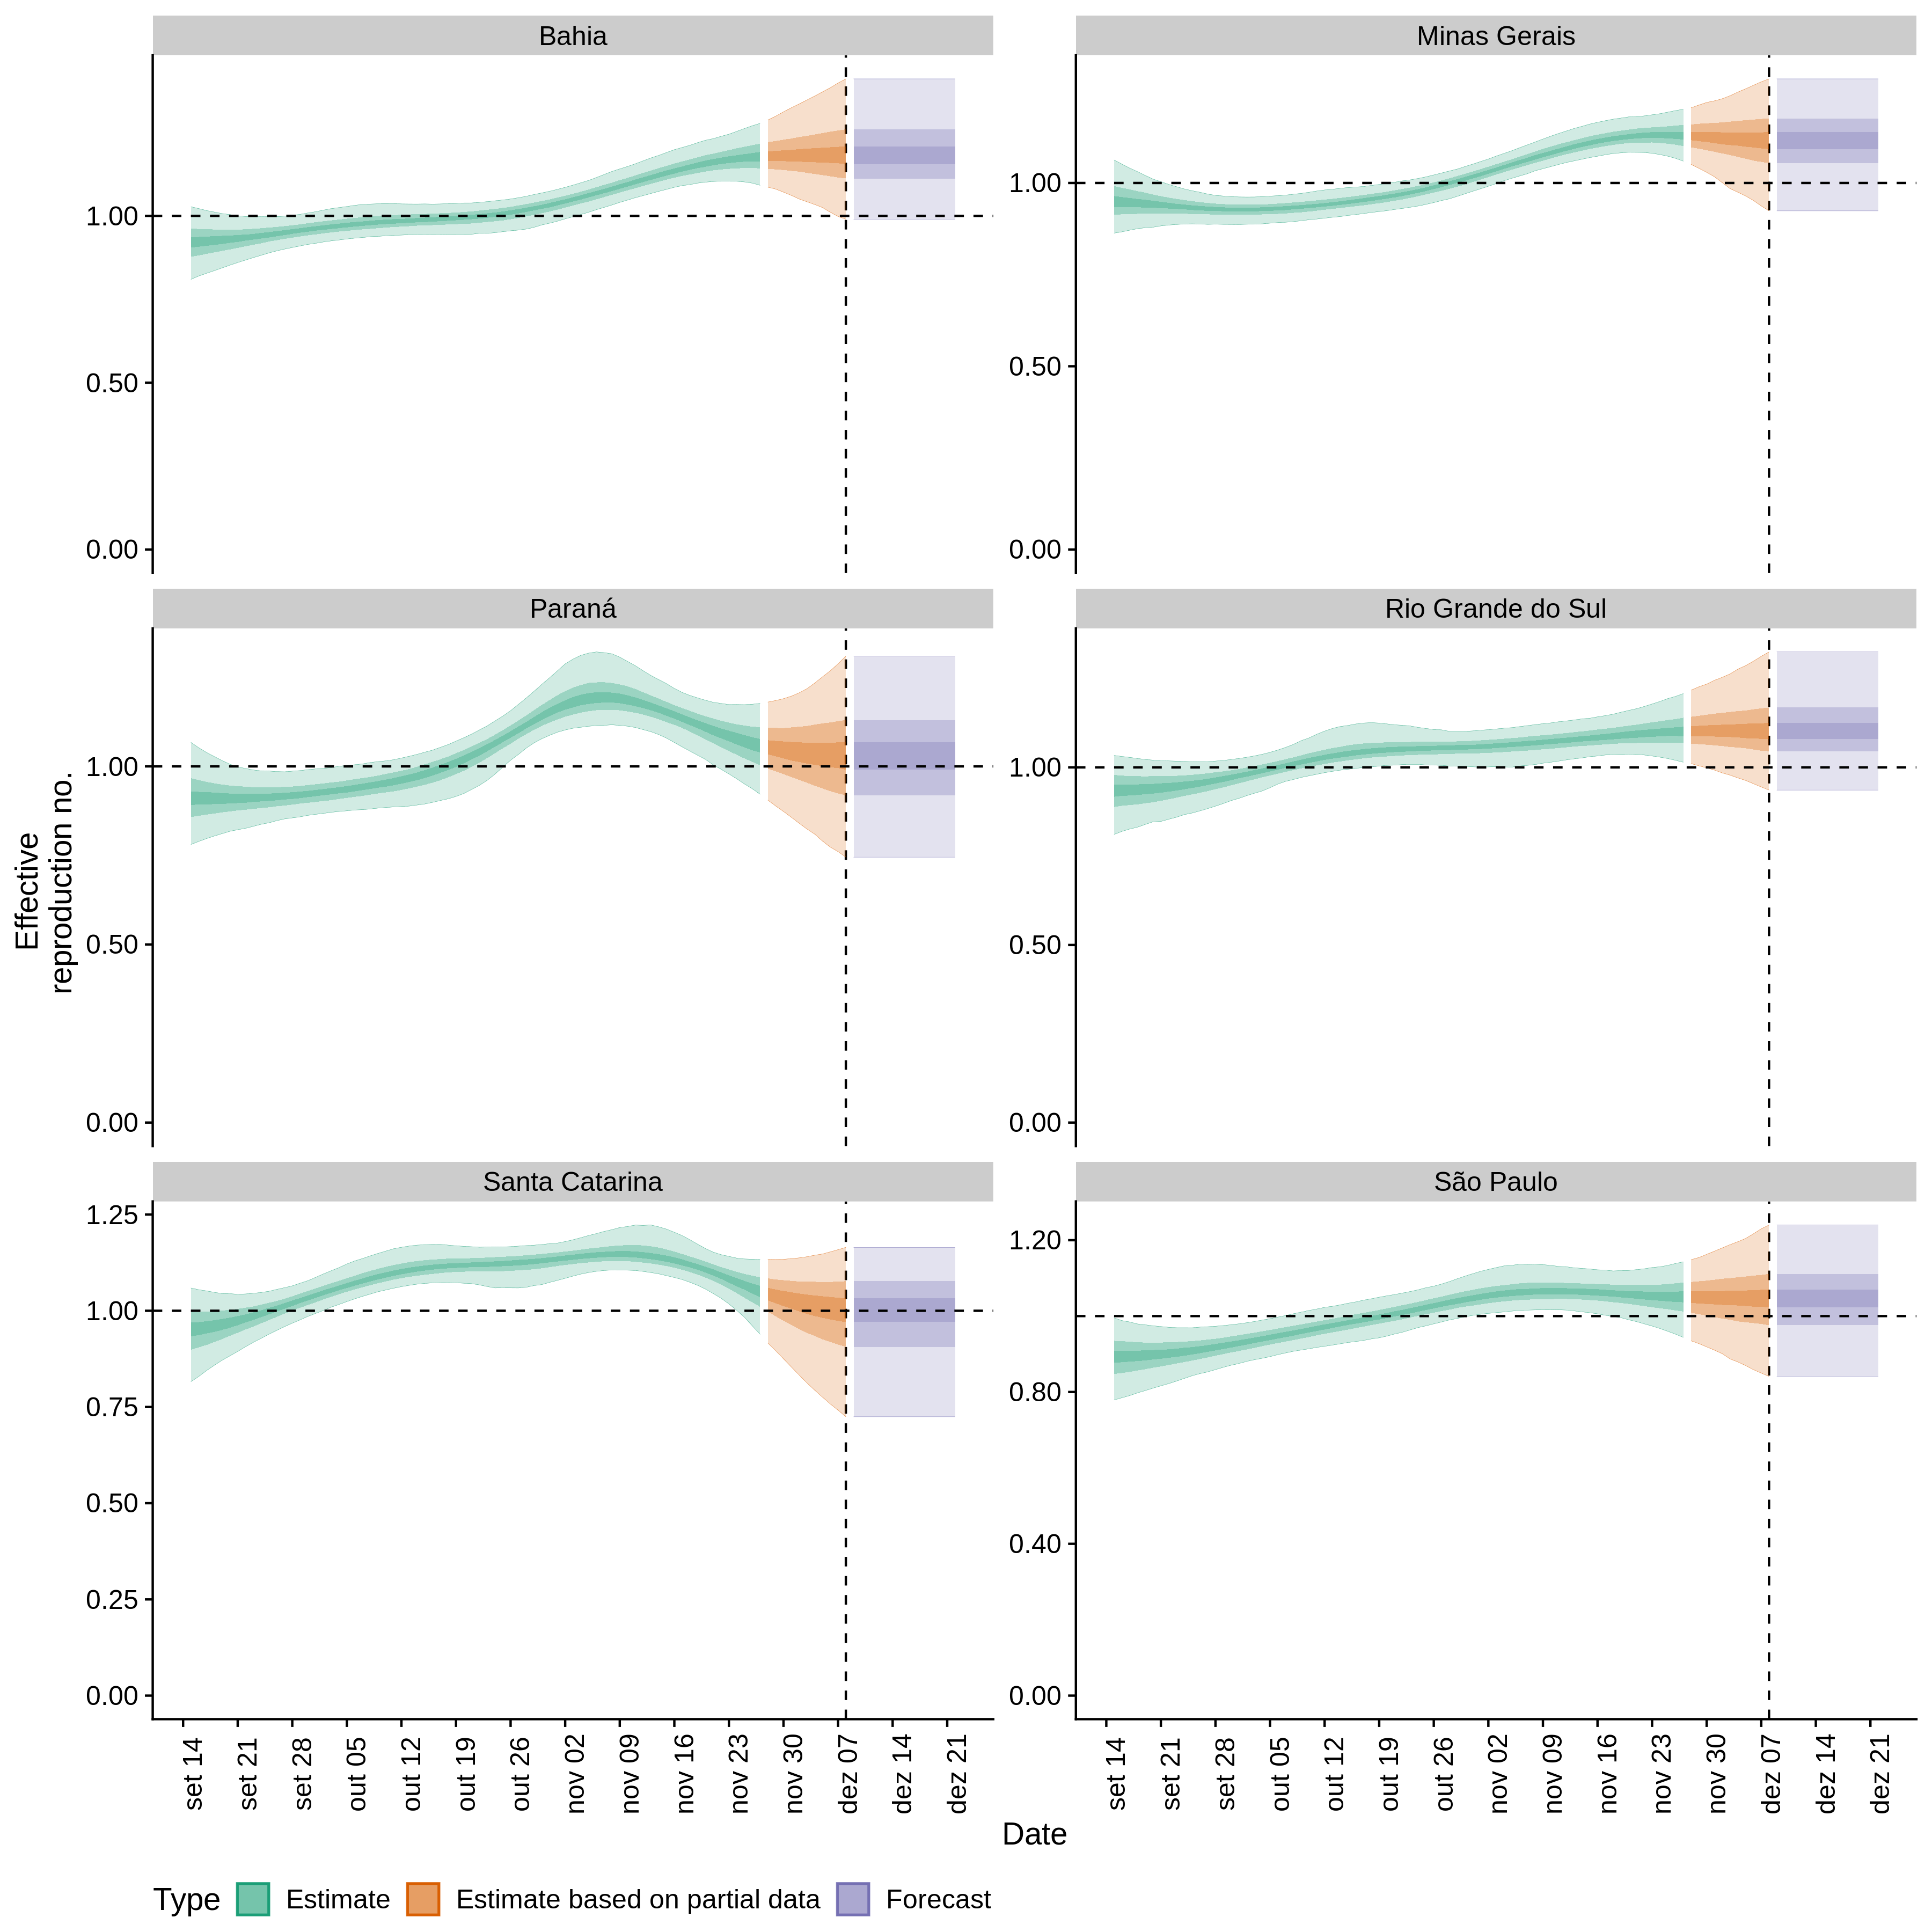 Bahia
Minas Gerais
1.00
0.50
0.00
1.00
0.50
0.00
Paraná
Rio Grande do Sul
1.00
0.50
0.00
1.00
0.50
0.00
Effective
reproduction no.
Santa Catarina
São Paulo
1.25
1.00
0.75
0.50
0.25
0.00
1.20
0.80
0.40
0.00
set 14
set 21
set 28
out 05
out 12
out 19
out 26
nov 02
nov 09
nov 16
nov 23
nov 30
dez 07
dez 14
dez 21
set 14
set 21
set 28
out 05
out 12
out 19
out 26
nov 02
nov 09
nov 16
nov 23
nov 30
dez 07
dez 14
dez 21
Date
Type Estimate Estimate based on partial data Forecast